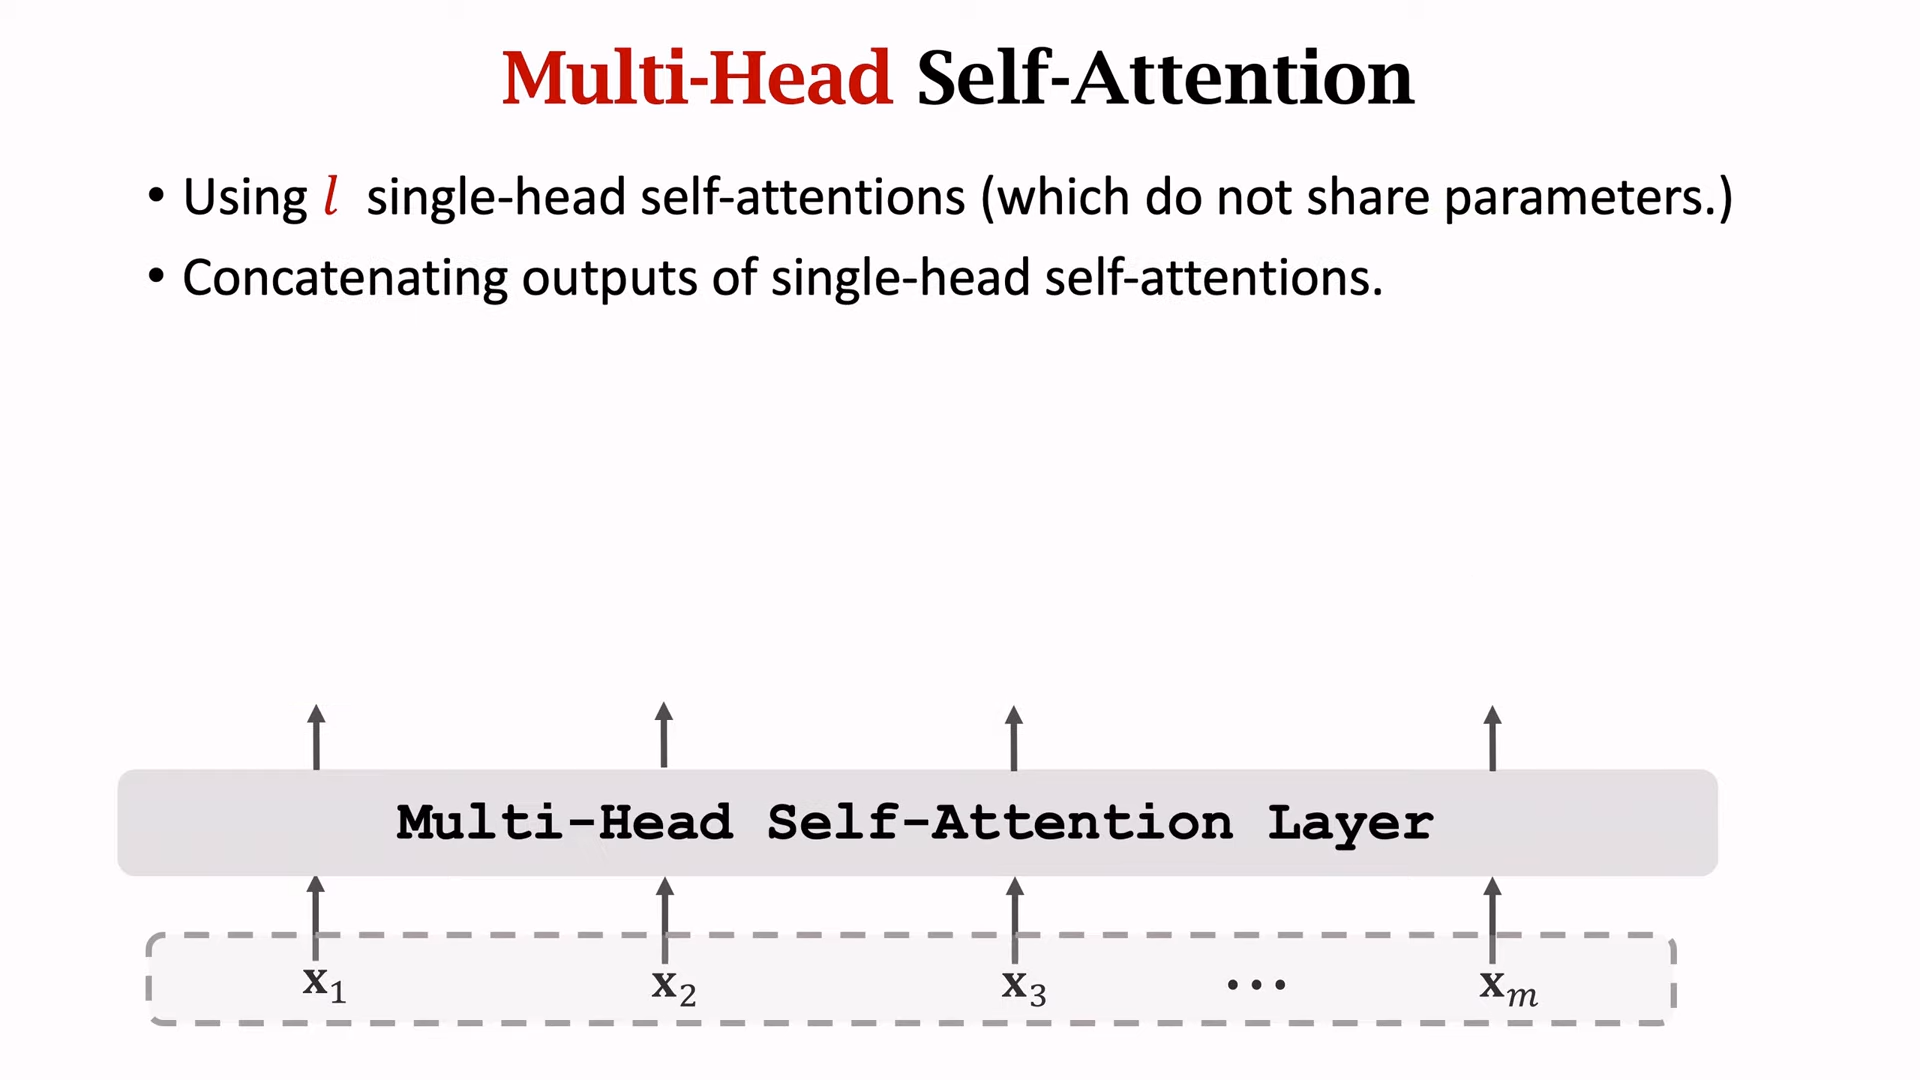 Multi-Head Self-Attention
• Using l single-head self-attentions (which do not share parameters.)
• Concatenating outputs of single-head self-attentions.
Multi-Head Self-Attention Layer
x₁ x₂ x₃ ⋯ xₘ